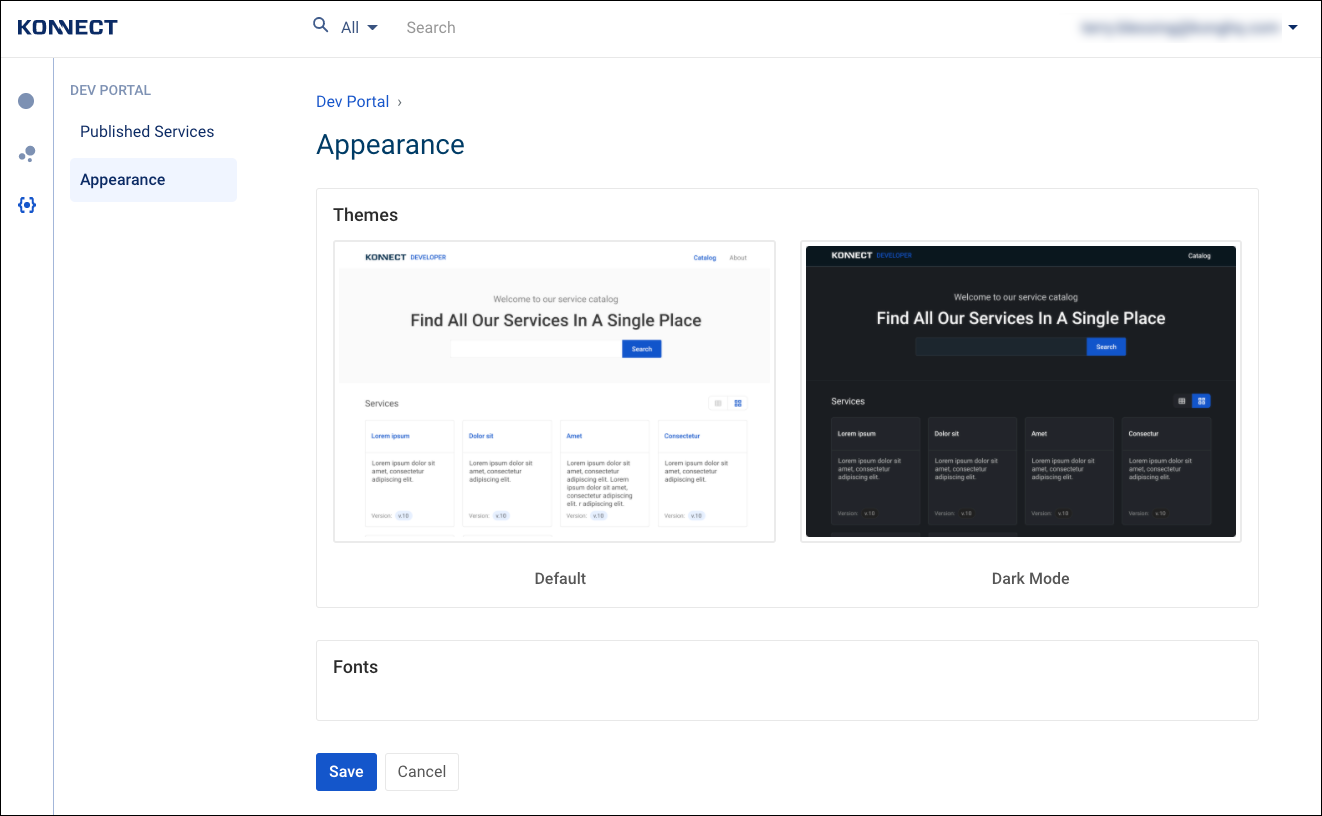 KONNECT
All
Search
DEV PORTAL
Published Services
Appearance
Dev Portal ›
Appearance
Themes
KONNECT DEVELOPER
Catalog About
Welcome to our service catalog
Find All Our Services In A Single Place
Search
Services
Lorem ipsum
Lorem ipsum dolor sit
amet, consectetur
adipiscing elit.
Version: v.10
Dolor sit
Lorem ipsum dolor sit
amet, consectetur
adipiscing elit.
Version: v.10
Amet
Lorem ipsum dolor sit
amet, consectetur
adipiscing elit. Lorem
ipsum dolor sit amet,
consectetur adipiscing
elit. r adipiscing elit.
Version: v.10
Consectetur
Lorem ipsum dolor sit
amet, consectetur
adipiscing elit.
Version: v.10
Default
KONNECT DEVELOPER
Catalog
Welcome to our service catalog
Find All Our Services In A Single Place
Search
Services
Lorem ipsum
Lorem ipsum dolor sit
amet, consectetur
adipiscing elit.
Version: v.10
Dolor sit
Lorem ipsum dolor sit
amet, consectetur
adipiscing elit.
Version: v.10
Amet
Lorem ipsum dolor sit
amet, consectetur
adipiscing elit.
Version: v.10
Consectur
Lorem ipsum dolor sit
amet, consectetur
adipiscing elit.
Version: v.10
Dark Mode
Fonts
Save
Cancel